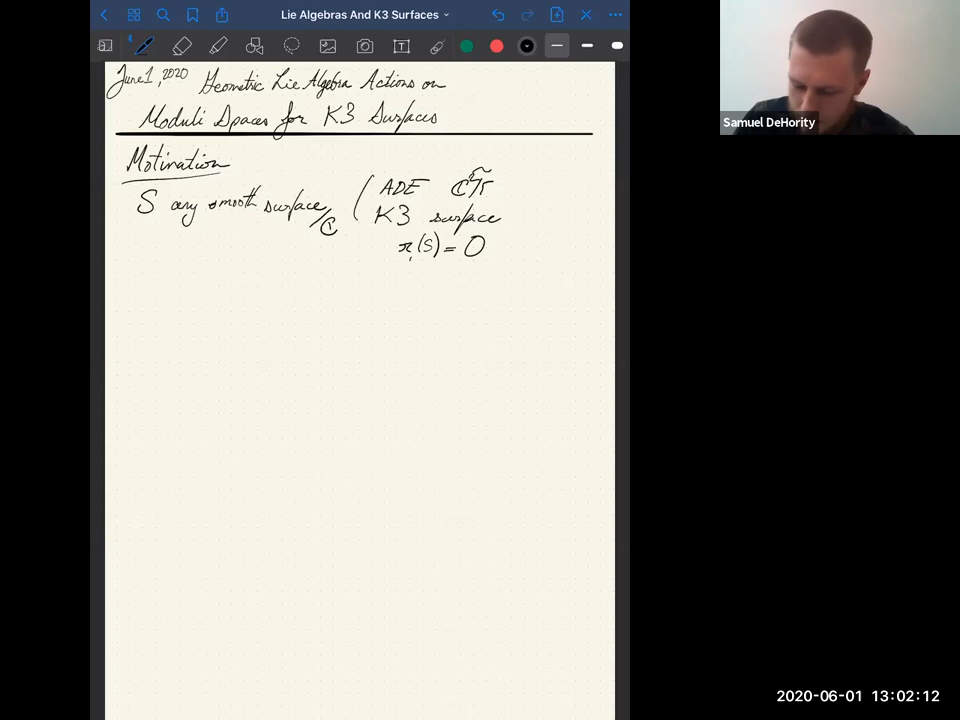 Lie Algebras And K3 Surfaces
June 1, 2020 Geometric Lie Algebra Actions on
Moduli Spaces for K3 Surfaces
Motivation
S any smooth surface/ℂ ( ADE
K3 surface
π₁(S) = 0
Samuel DeHority
2020-06-01 13:02:12